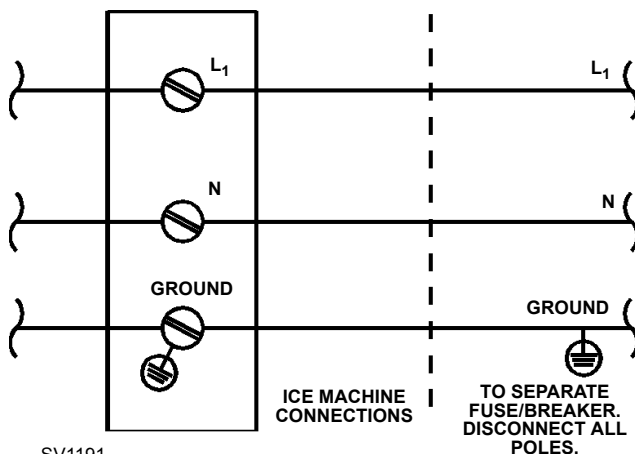 L1
L1
N
N
GROUND
GROUND
ICE MACHINE
CONNECTIONS
TO SEPARATE
FUSE/BREAKER.
DISCONNECT ALL
POLES.
SV1191